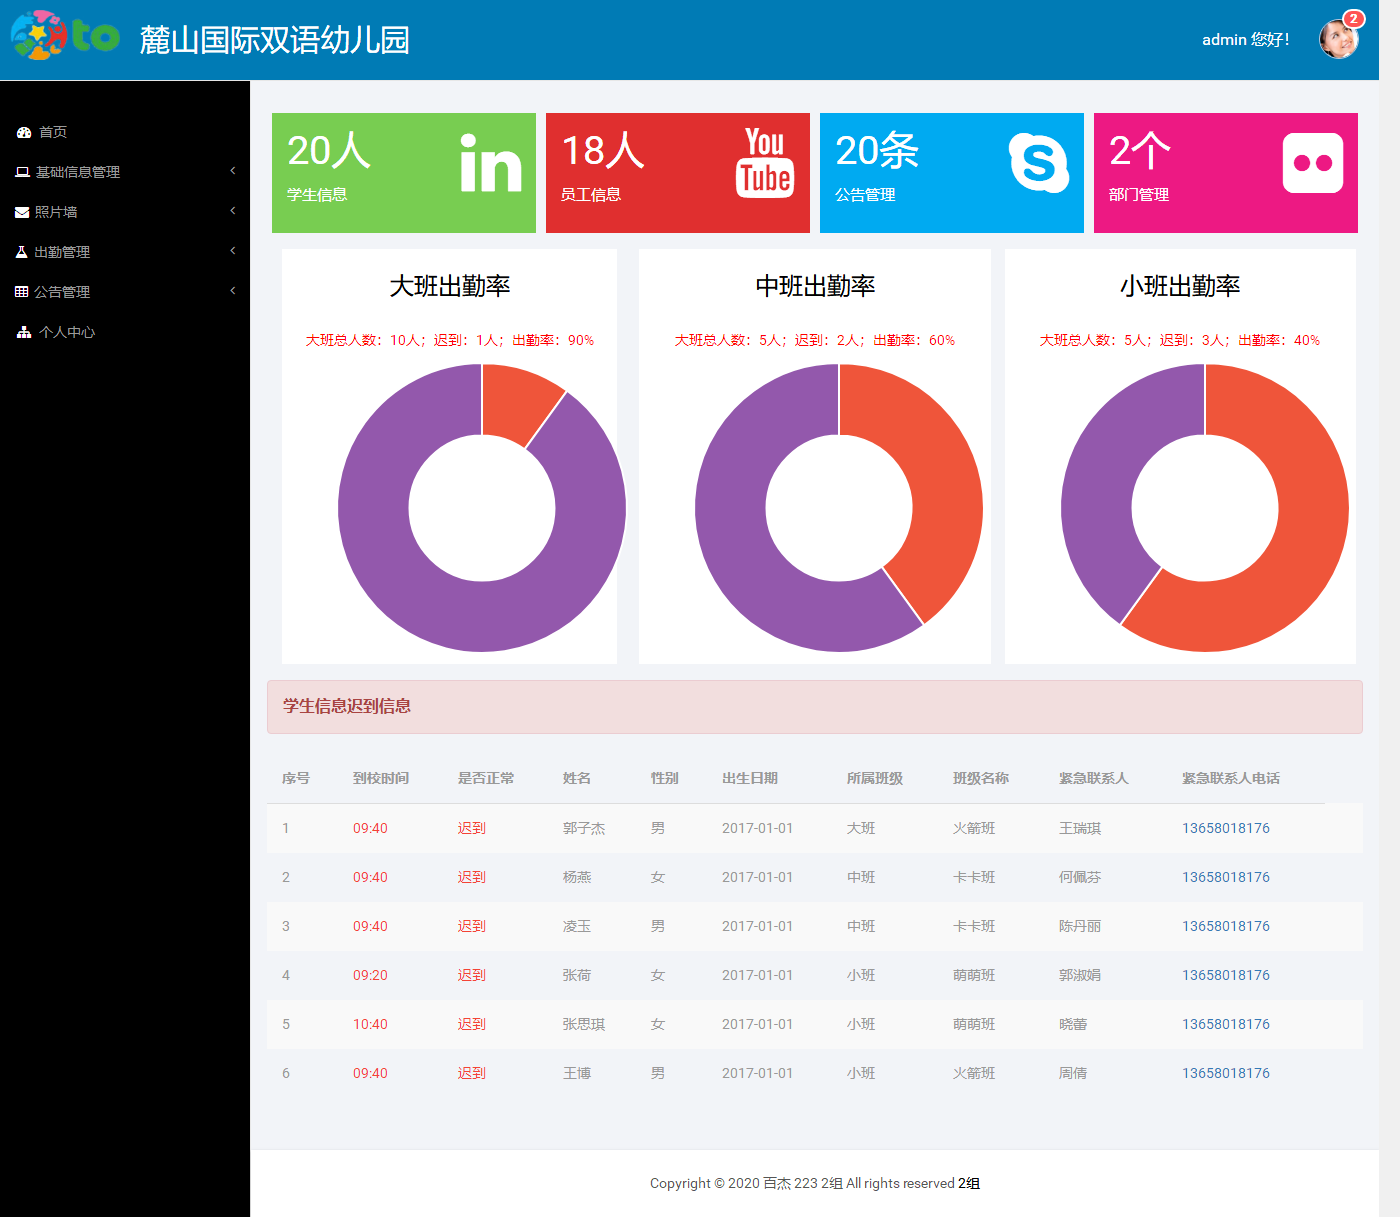 to 麓山国际双语幼儿园
admin 您好！
2
首页
基础信息管理
照片墙
出勤管理
公告管理
个人中心
20人
学生信息
in
18人
员工信息
You
Tube
20条
公告管理
S
2个
部门管理
大班出勤率
大班总人数：10人；迟到：1人；出勤率：90%
中班出勤率
大班总人数：5人；迟到：2人；出勤率：60%
小班出勤率
大班总人数：5人；迟到：3人；出勤率：40%
学生信息迟到信息
序号 到校时间 是否正常 姓名 性别 出生日期 所属班级 班级名称 紧急联系人 紧急联系人电话
1 09:40 迟到 郭子杰 男 2017-01-01 大班 火箭班 王瑞琪 13658018176
2 09:40 迟到 杨燕 女 2017-01-01 中班 卡卡班 何佩芬 13658018176
3 09:40 迟到 凌玉 男 2017-01-01 中班 卡卡班 陈丹丽 13658018176
4 09:20 迟到 张荷 女 2017-01-01 小班 萌萌班 郭淑娟 13658018176
5 10:40 迟到 张思琪 女 2017-01-01 小班 萌萌班 晓蕾 13658018176
6 09:40 迟到 王博 男 2017-01-01 小班 火箭班 周倩 13658018176
Copyright © 2020 百杰 223 2组 All rights reserved 2组